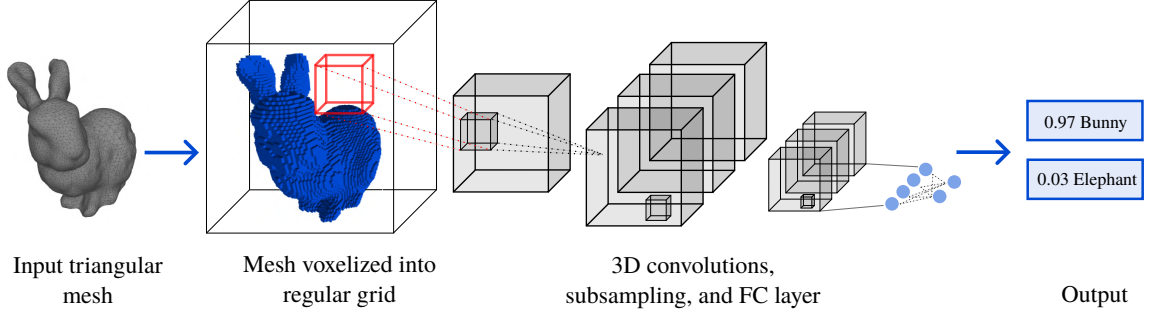 0.97 Bunny
0.03 Elephant
Input triangular
mesh
Mesh voxelized into
regular grid
3D convolutions,
subsampling, and FC layer
Output